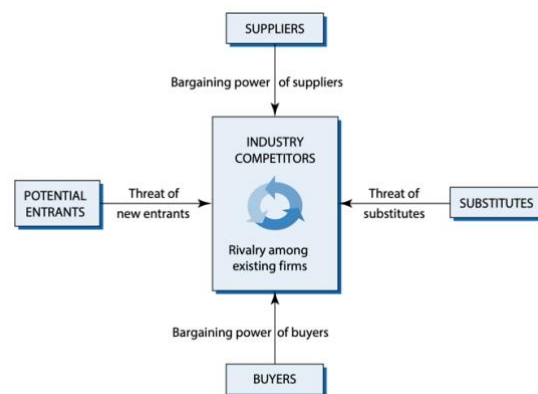 SUPPLIERS
Bargaining power of suppliers
INDUSTRY
COMPETITORS
POTENTIAL
ENTRANTS
Threat of
new entrants
Threat of
substitutes
SUBSTITUTES
Rivalry among
existing firms
Bargaining power of buyers
BUYERS